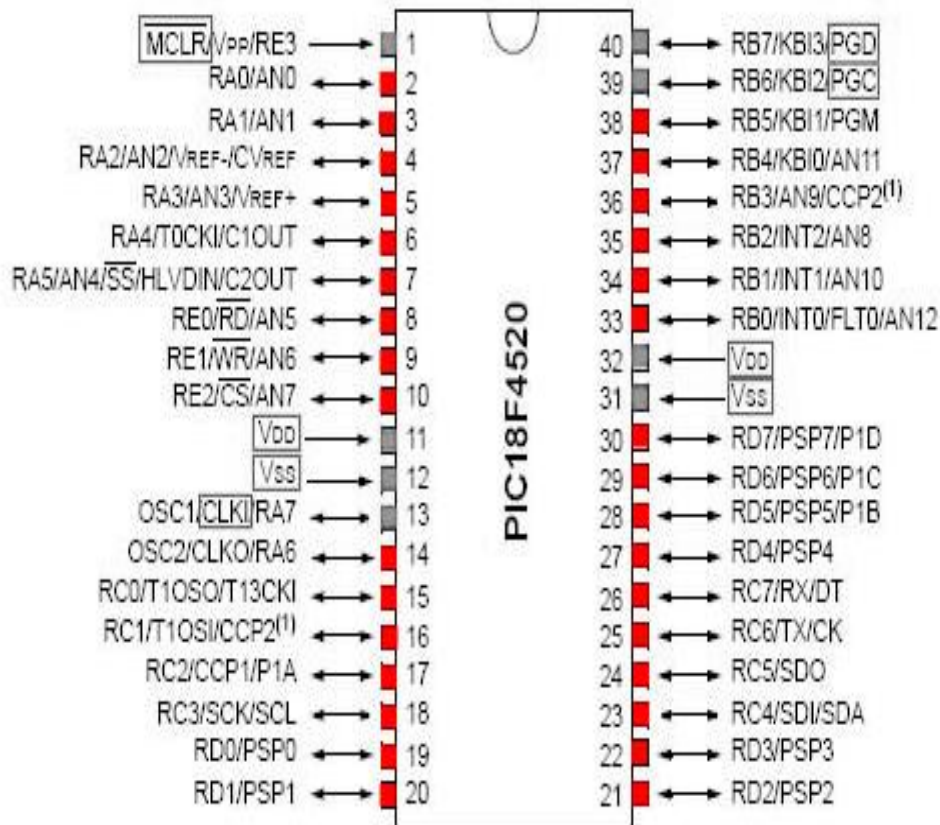 MCLR/VPP/RE3 1
RA0/AN0 2
RA1/AN1 3
RA2/AN2/VREF-/CVREF 4
RA3/AN3/VREF+ 5
RA4/T0CKI/C1OUT 6
RA5/AN4/SS/HLVDIN/C2OUT 7
RE0/RD/AN5 8
RE1/WR/AN6 9
RE2/CS/AN7 10
VDD 11
VSS 12
OSC1/CLKI/RA7 13
OSC2/CLKO/RA6 14
RC0/T1OSO/T13CKI 15
RC1/T1OSI/CCP2(1) 16
RC2/CCP1/P1A 17
RC3/SCK/SCL 18
RD0/PSP0 19
RD1/PSP1 20
PIC18F4520
40 RB7/KBI3/PGD
39 RB6/KBI2/PGC
38 RB5/KBI1/PGM
37 RB4/KBI0/AN11
36 RB3/AN9/CCP2(1)
35 RB2/INT2/AN8
34 RB1/INT1/AN10
33 RB0/INT0/FLT0/AN12
32 VDD
31 VSS
30 RD7/PSP7/P1D
29 RD6/PSP6/P1C
28 RD5/PSP5/P1B
27 RD4/PSP4
26 RC7/RX/DT
25 RC6/TX/CK
24 RC5/SDO
23 RC4/SDI/SDA
22 RD3/PSP3
21 RD2/PSP2